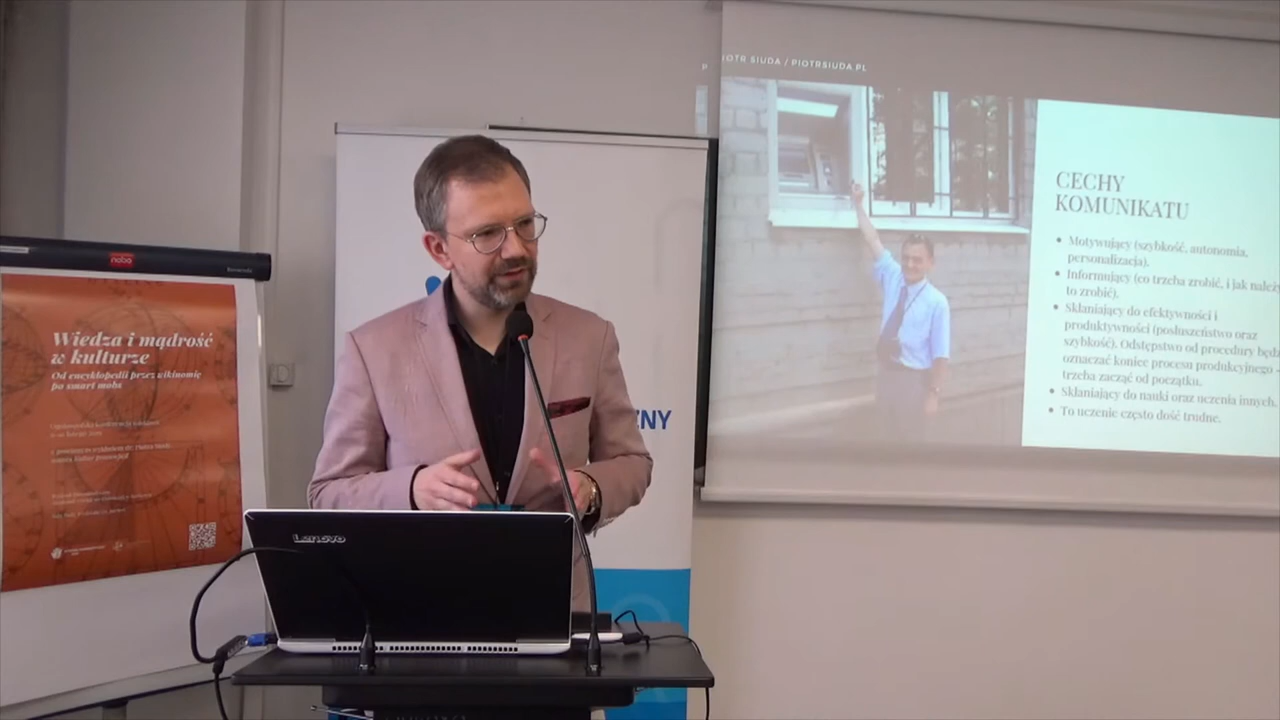 nobo
Wiedza i mądrość
w kulturze
Od encyklopedii przez wikinomię
po smart mobs
ZNY
Lenovo
PIOTR SIUDA / PIOTRSIUDA.PL
CECHY
KOMUNIKATU
• Motywujący (szybkość, autonomia,
personalizacja).
• Informujący (co trzeba zrobić, i jak należy
to zrobić).
• Skłaniający do efektywności i
produktywności (posłuszeństwo oraz
szybkość). Odstępstwo od procedury będz
oznaczać koniec procesu produkcyjnego –
trzeba zacząć od początku.
• Skłaniający do nauki oraz uczenia innych.
• To uczenie często dość trudne.